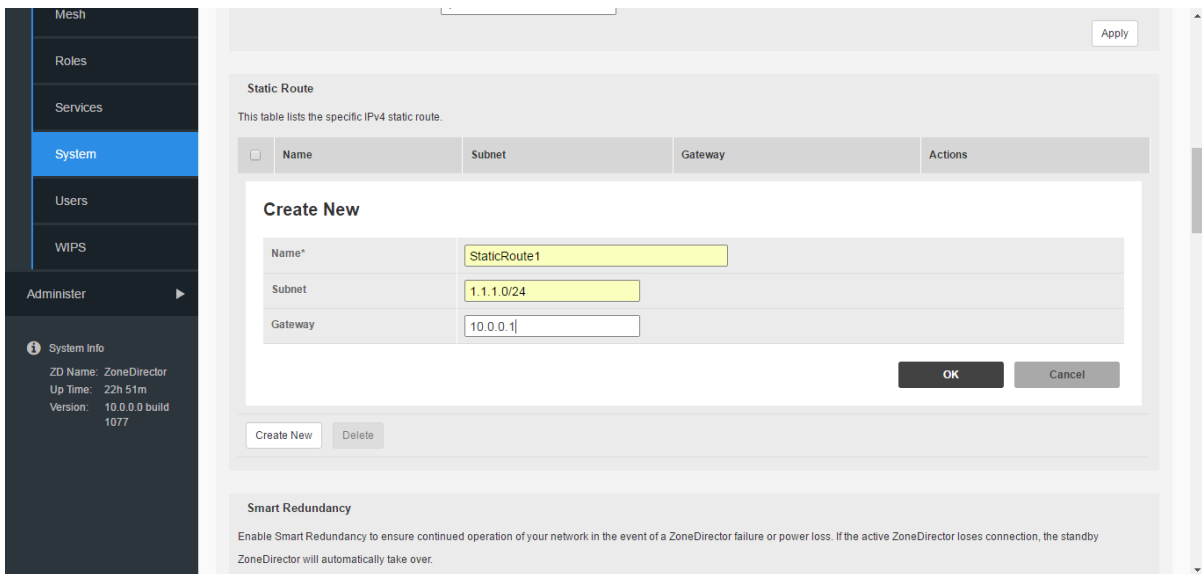 Mesh
Roles
Services
System
Users
WIPS
Administer
System Info
ZD Name: ZoneDirector
Up Time: 22h 51m
Version: 10.0.0.0 build
1077
Apply
Static Route
This table lists the specific IPv4 static route.
Name Subnet Gateway Actions
Create New
Name* StaticRoute1
Subnet 1.1.1.0/24
Gateway 10.0.0.1
OK Cancel
Create New Delete
Smart Redundancy
Enable Smart Redundancy to ensure continued operation of your network in the event of a ZoneDirector failure or power loss. If the active ZoneDirector loses connection, the standby
ZoneDirector will automatically take over.